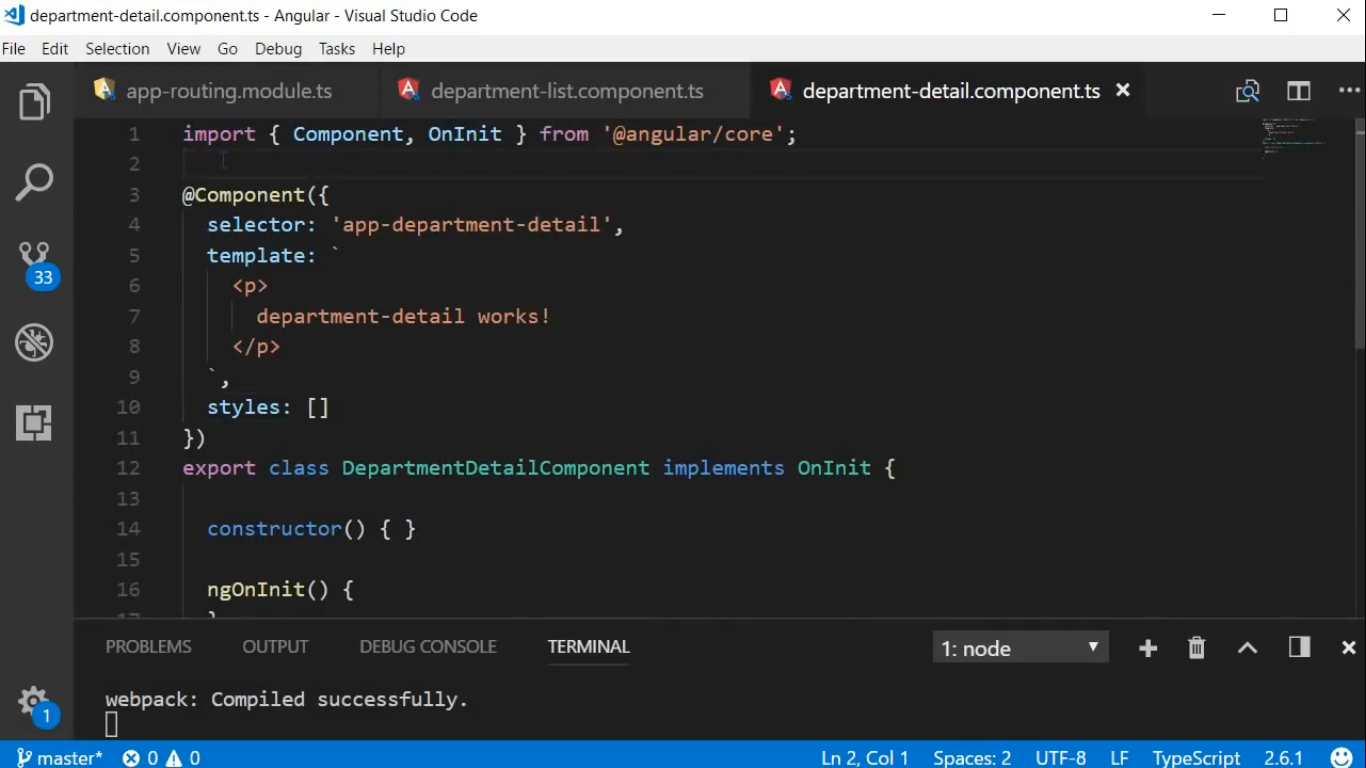 department-detail.component.ts - Angular - Visual Studio Code
File Edit Selection View Go Debug Tasks Help
app-routing.module.ts department-list.component.ts department-detail.component.ts
1 import { Component, OnInit } from '@angular/core';
2
3 @Component({
4 selector: 'app-department-detail',
5 template: `
6 <p>
7 department-detail works!
8 </p>
9 `,
10 styles: []
11 })
12 export class DepartmentDetailComponent implements OnInit {
13
14 constructor() { }
15
16 ngOnInit() {
17 }
33
PROBLEMS OUTPUT DEBUG CONSOLE TERMINAL 1: node
webpack: Compiled successfully.
1
master* 0 0 Ln 2, Col 1 Spaces: 2 UTF-8 LF TypeScript 2.6.1